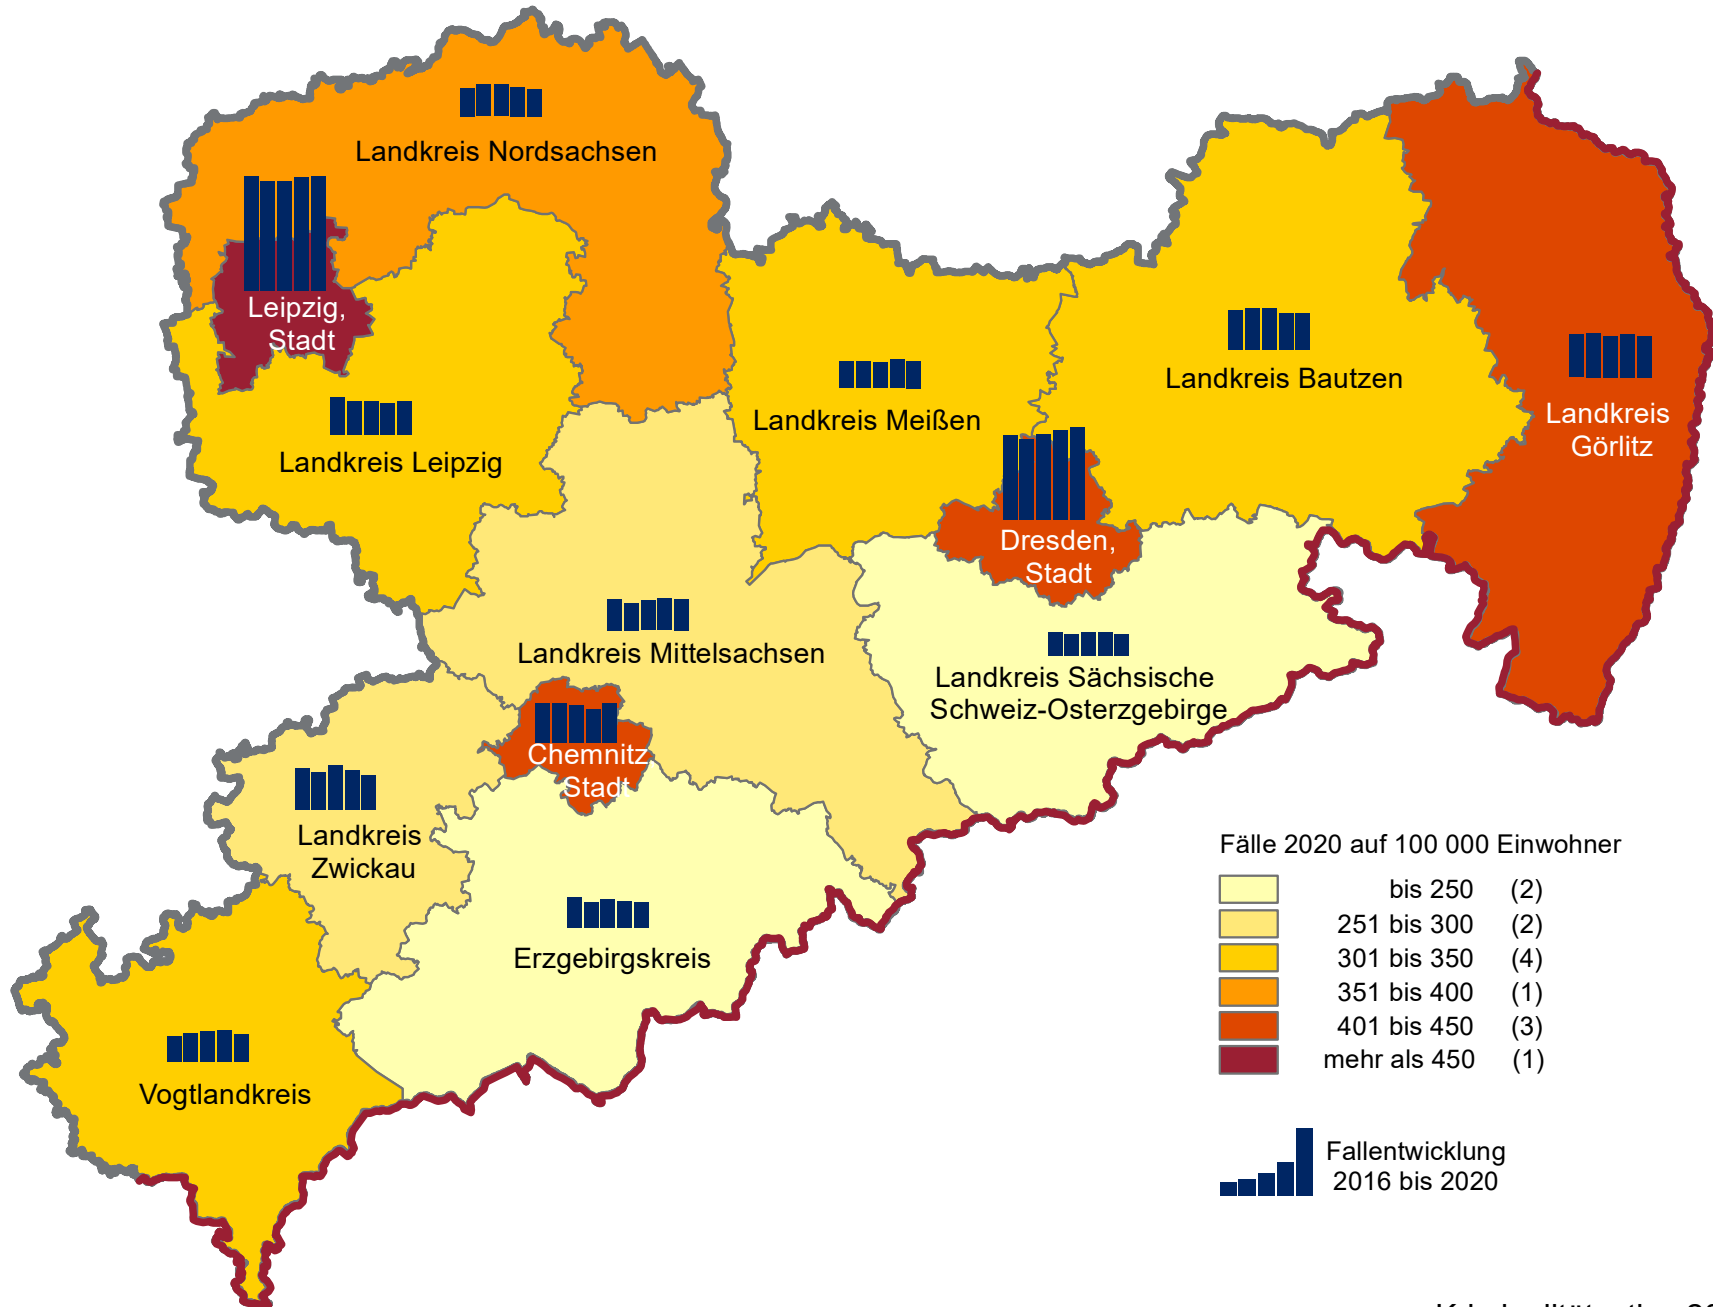 Landkreis Nordsachsen
Leipzig,
Stadt
Landkreis Leipzig
Landkreis Meißen
Landkreis Bautzen
Landkreis
Görlitz
Dresden,
Stadt
Landkreis Mittelsachsen
Landkreis Sächsische
Schweiz-Osterzgebirge
Chemnitz
Stadt
Landkreis
Zwickau
Erzgebirgskreis
Vogtlandkreis
Fälle 2020 auf 100 000 Einwohner
bis 250 (2)
251 bis 300 (2)
301 bis 350 (4)
351 bis 400 (1)
401 bis 450 (3)
mehr als 450 (1)
Fallentwicklung
2016 bis 2020